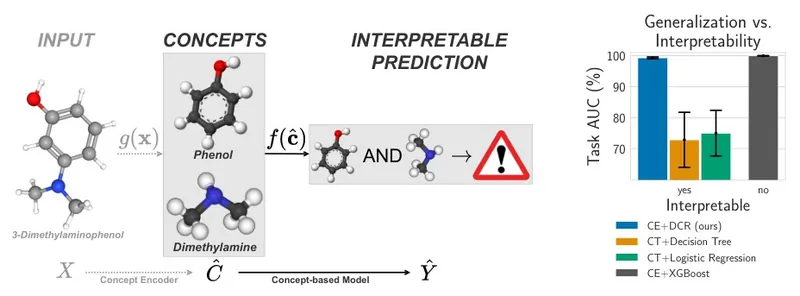 INPUT
CONCEPTS
INTERPRETABLE
PREDICTION
g(x)
Phenol
f(ĉ)
AND
→
!
3-Dimethylaminophenol
Dimethylamine
X
Concept Encoder
Ĉ
Concept-based Model
Ŷ
Generalization vs.
Interpretability
Task AUC (%)
100
90
80
70
yes
no
Interpretable
CE+DCR (ours)
CT+Decision Tree
CT+Logistic Regression
CE+XGBoost